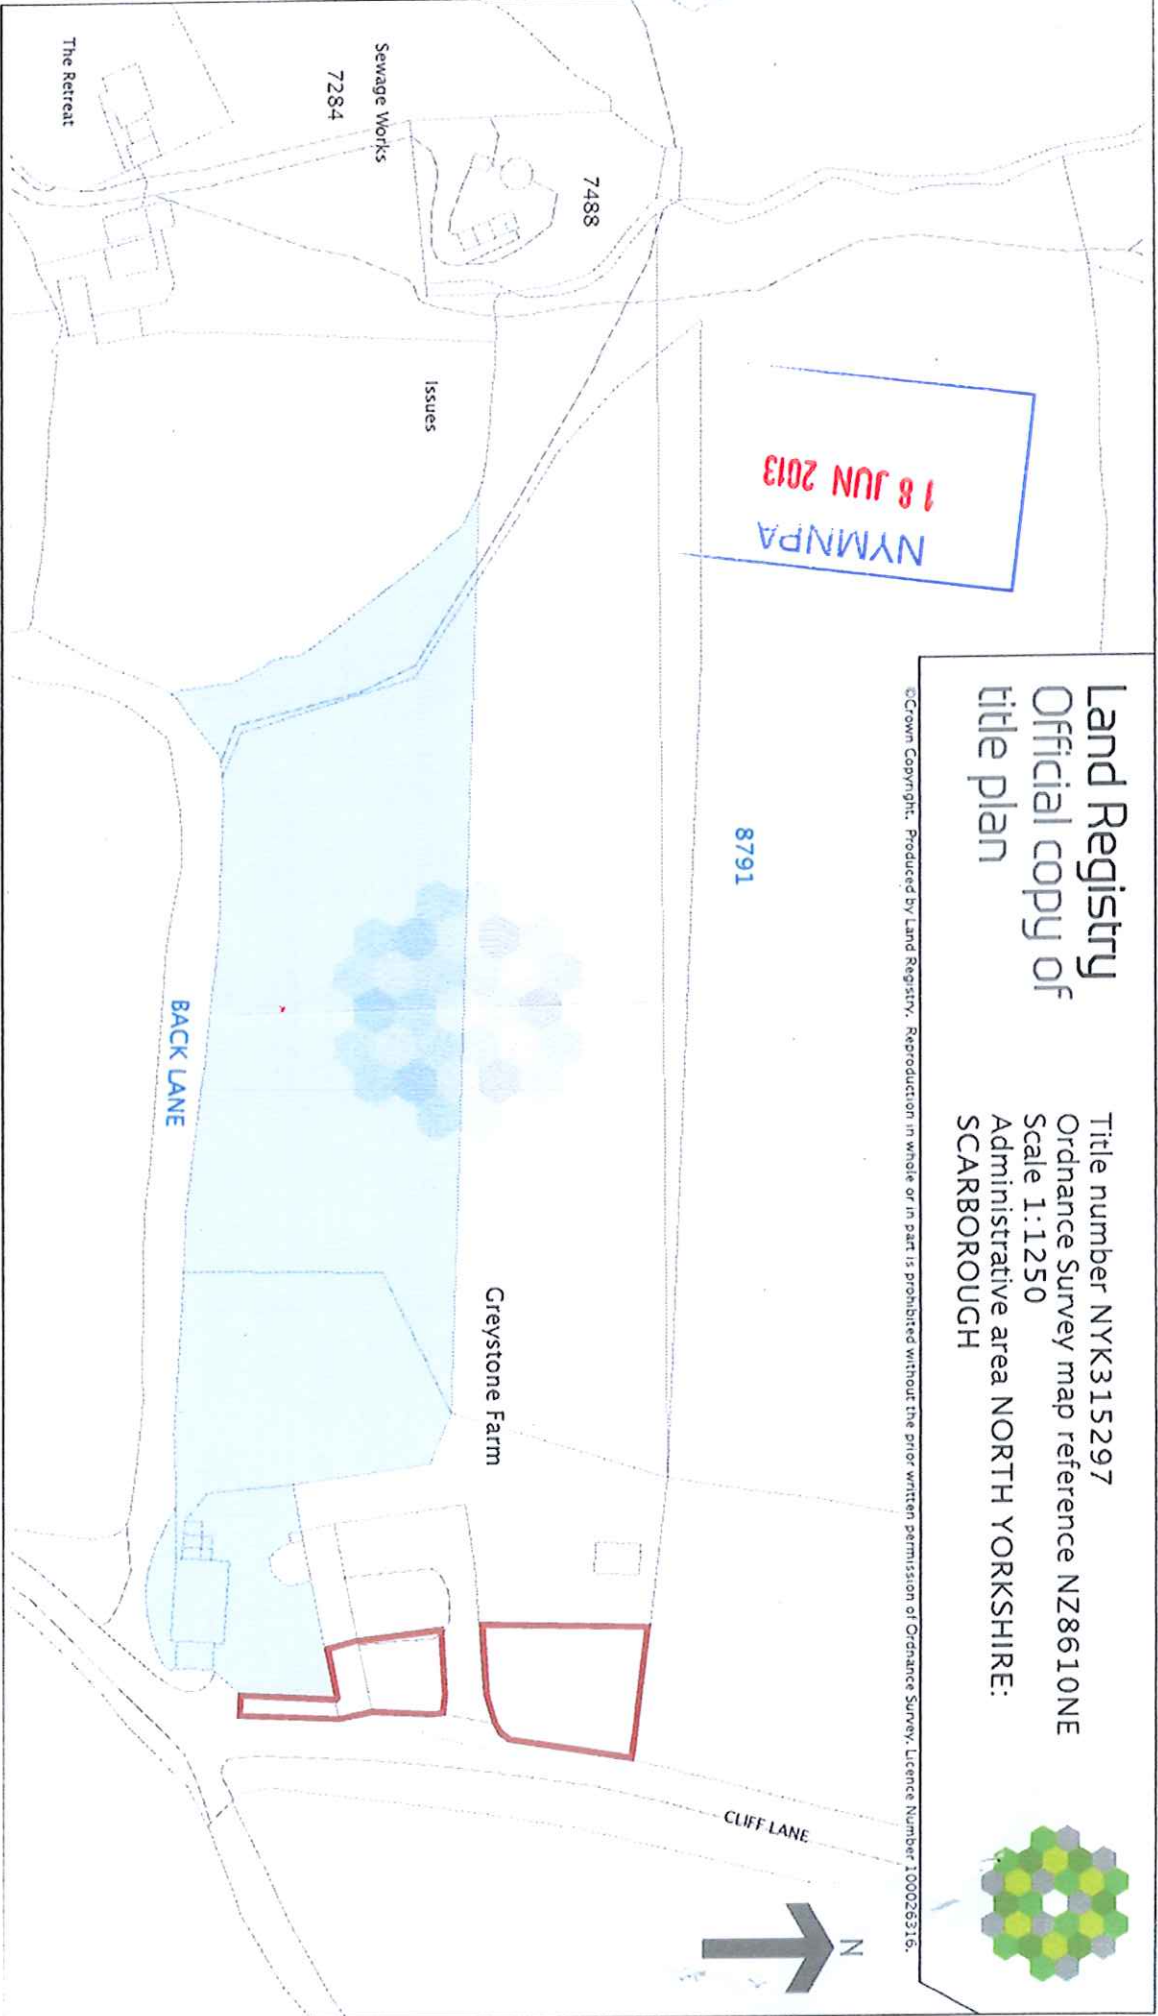 Land Registry
Official copy of
title plan
Title number NYK315297
Ordnance Survey map reference NZ8610NE
Scale 1:1250
Administrative area NORTH YORKSHIRE:
SCARBOROUGH
©Crown Copyright. Produced by Land Registry. Reproduction in whole or in part is prohibited without the prior written permission of Ordnance Survey. Licence Number 100026316.
NYMNPA
18 JUN 2013
8791
N
CLIFF LANE
7488
Sewage Works
7284
The Retreat
Issues
Greystone Farm
BACK LANE